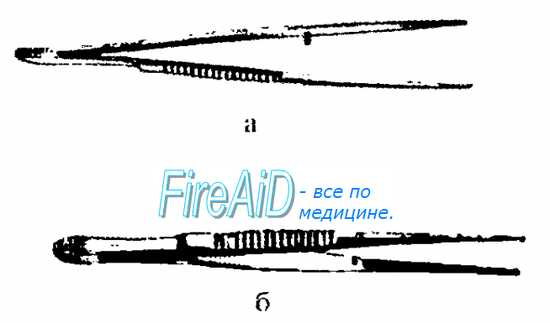 а
FireAiD - все по
медицине.
б